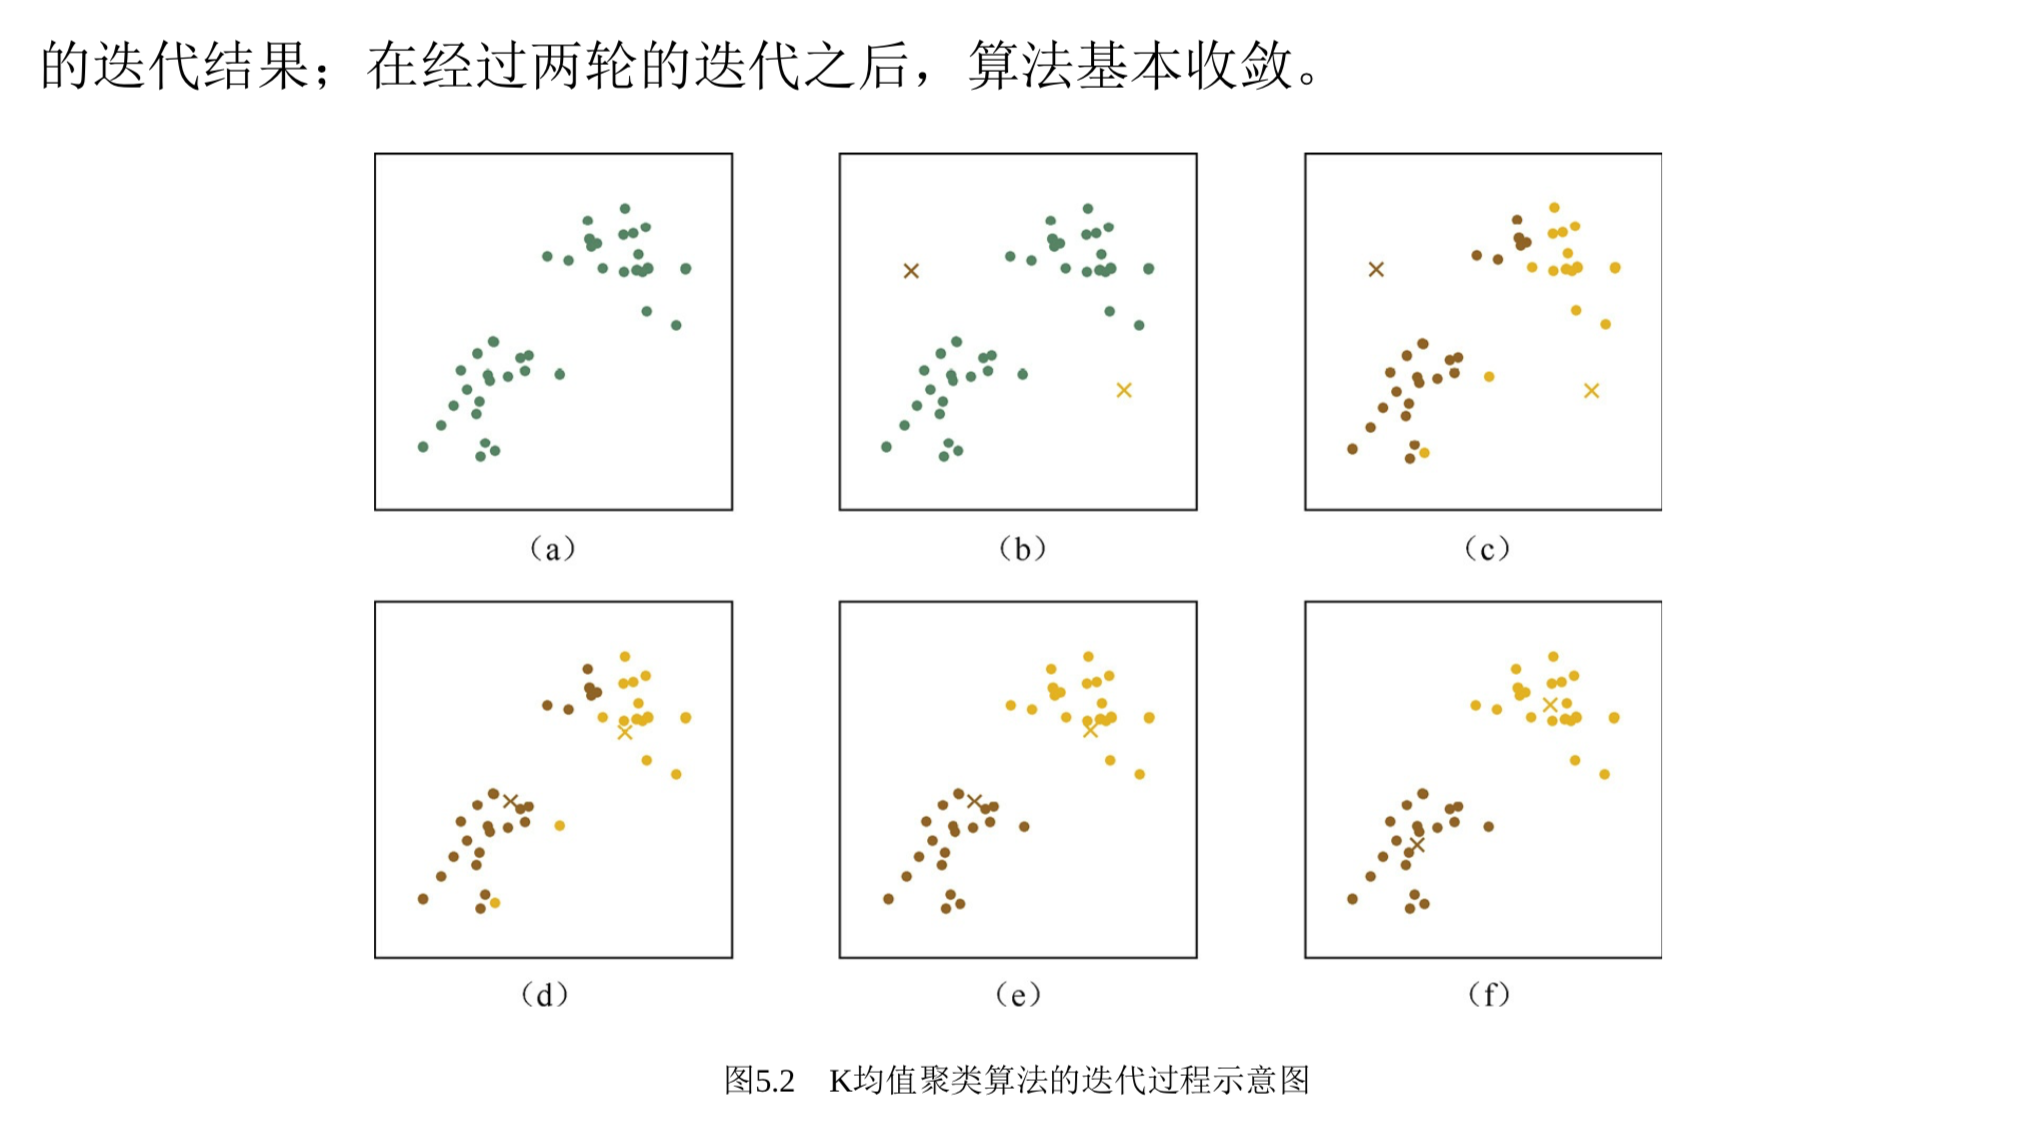 的迭代结果；在经过两轮的迭代之后，算法基本收敛。
（a）
（b）
（c）
（d）
（e）
（f）
图5.2 K均值聚类算法的迭代过程示意图